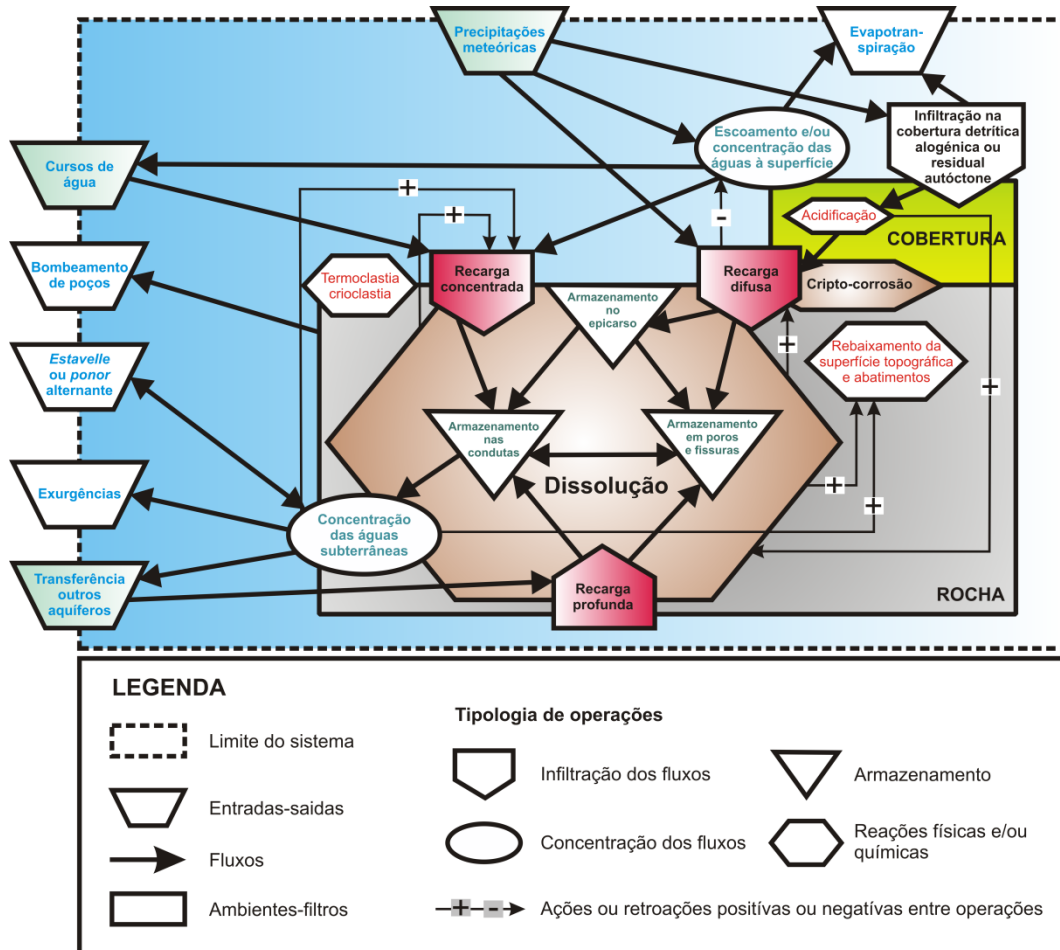 Precipitações
meteóricas
Evapotran-
spiração
Escoamento e/ou
concentração das
águas à superfície
Infiltração na
cobertura detrítica
alogénica ou
residual
autóctone
Cursos de
água
+
+
-
Acidificação
COBERTURA
Bombeamento
de poços
Termoclastia
crioclastia
Recarga
concentrada
Armazenamento
no
epicarso
Recarga
difusa
Cripto-corrosão
+
Rebaixamento da
superfície topográfica
e abatimentos
+
Estavelle
ou ponor
alternante
Armazenamento
nas
condutas
Armazenamento
em poros
e fissuras
Dissolução
+
+
Exurgências
Concentração
das águas
subterrâneas
Transferência
outros
aquíferos
Recarga
profunda
ROCHA
LEGENDA
Tipologia de operações
Limite do sistema
Infiltração dos fluxos
Armazenamento
Entradas-saidas
Concentração dos fluxos
Reações físicas e/ou
químicas
Fluxos
Ambientes-filtros
+ - Ações ou retroações positívas ou negatívas entre operações